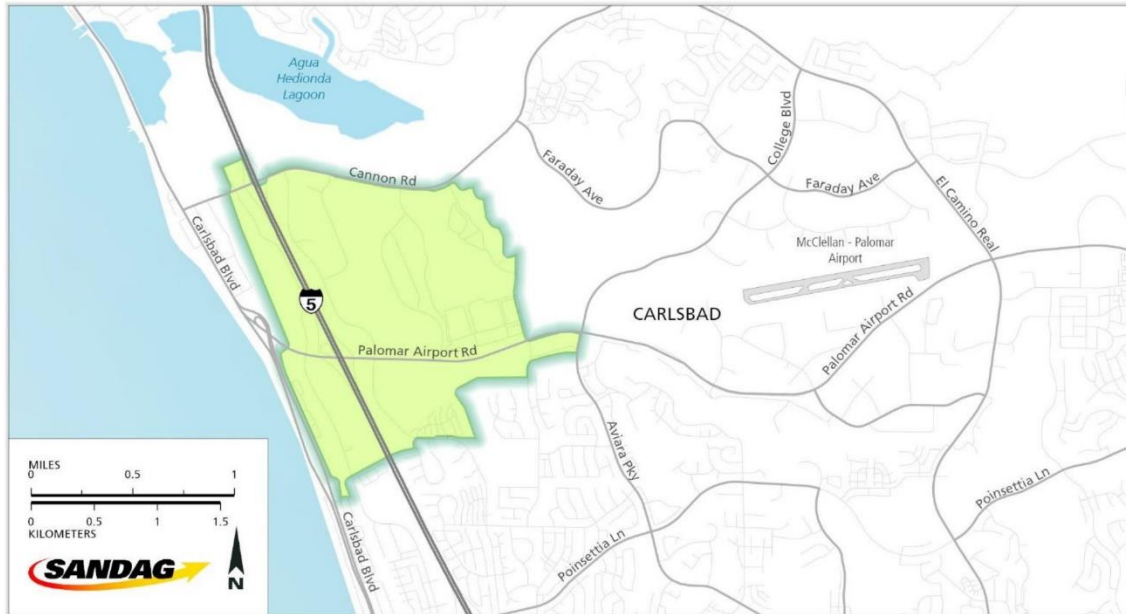 Agua
Hedionda
Lagoon
Cannon Rd
Faraday Ave
College Blvd
Faraday Ave
El Camino Real
Carlsbad Blvd
McClellan - Palomar
Airport
5
CARLSBAD
Palomar Airport Rd
Palomar Airport Rd
Aviara Pky
Poinsettia Ln
Poinsettia Ln
Carlsbad Blvd
MILES
0 0.5 1
0 0.5 1 1.5
KILOMETERS
SANDAG
N